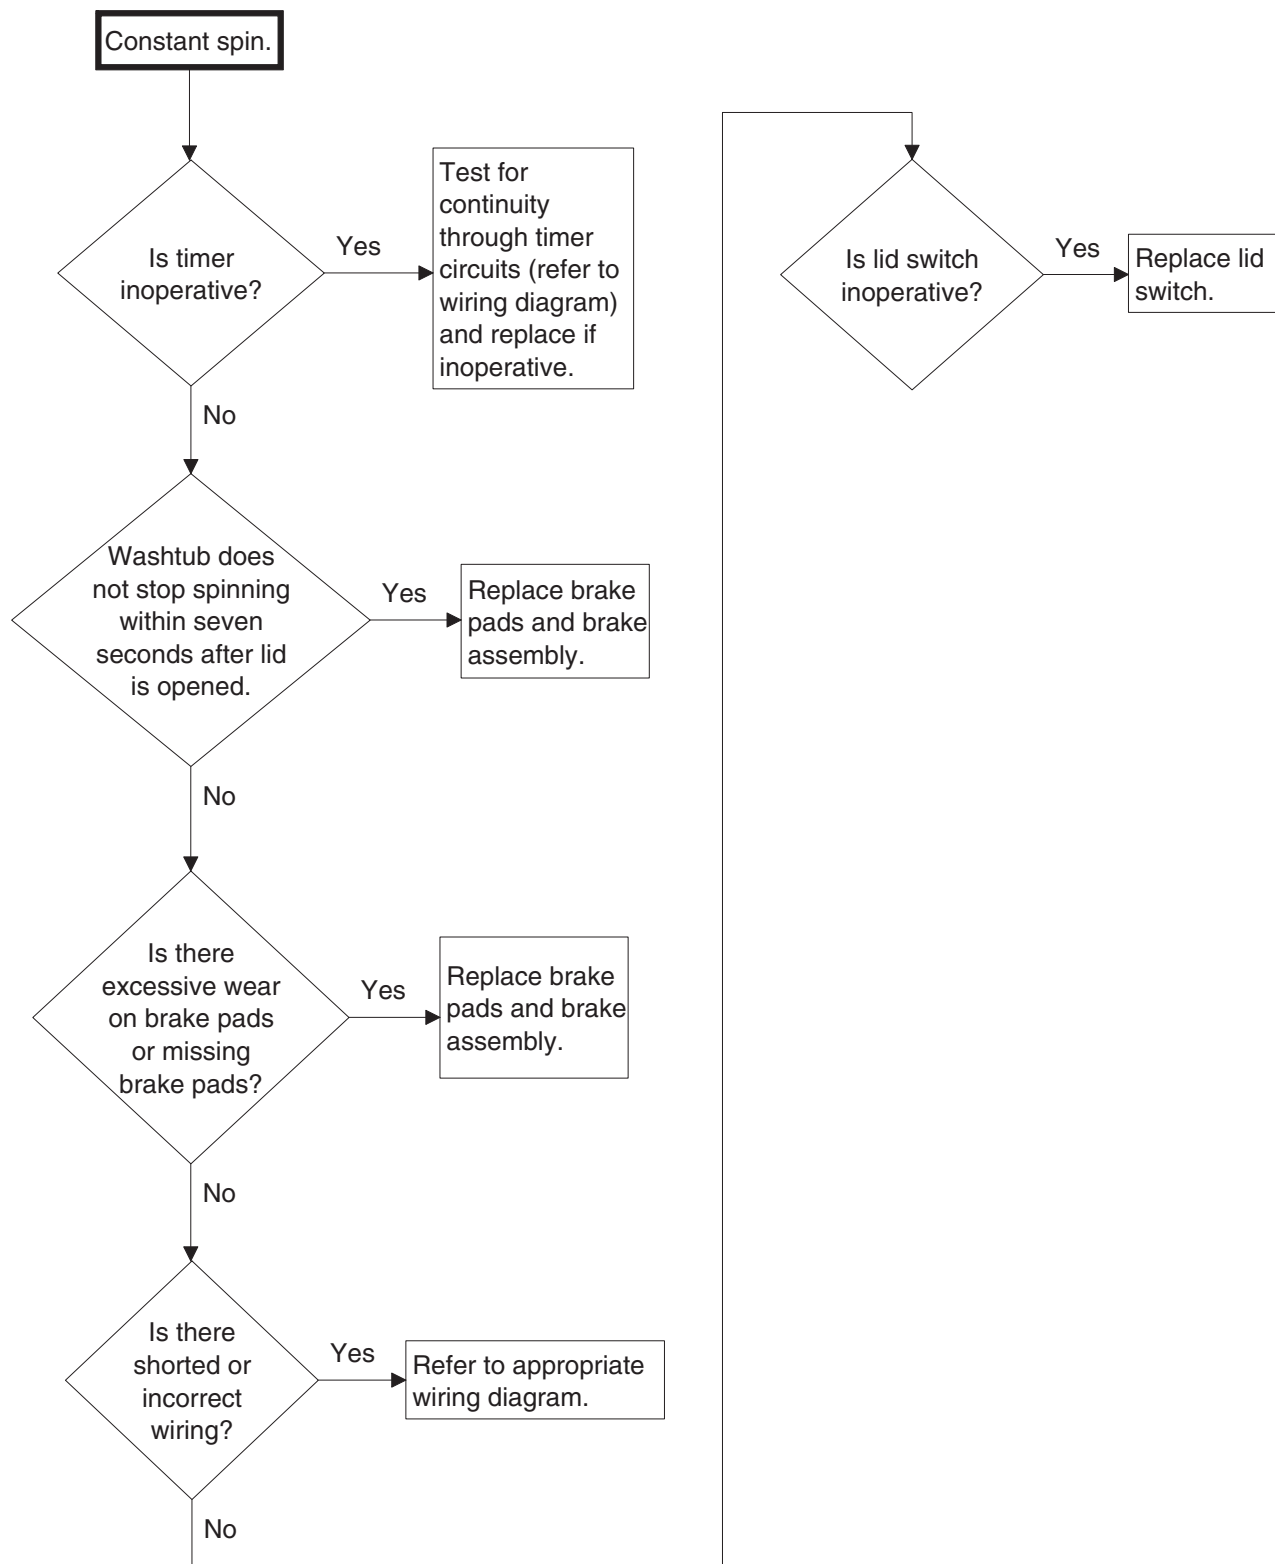 Constant spin.
Is timer
inoperative?
Yes
Test for
continuity
through timer
circuits (refer to
wiring diagram)
and replace if
inoperative.
No
Washtub does
not stop spinning
within seven
seconds after lid
is opened.
Yes
Replace brake
pads and brake
assembly.
No
Is there
excessive wear
on brake pads
or missing
brake pads?
Yes
Replace brake
pads and brake
assembly.
No
Is there
shorted or
incorrect
wiring?
Yes
Refer to appropriate
wiring diagram.
No
Is lid switch
inoperative?
Yes
Replace lid
switch.